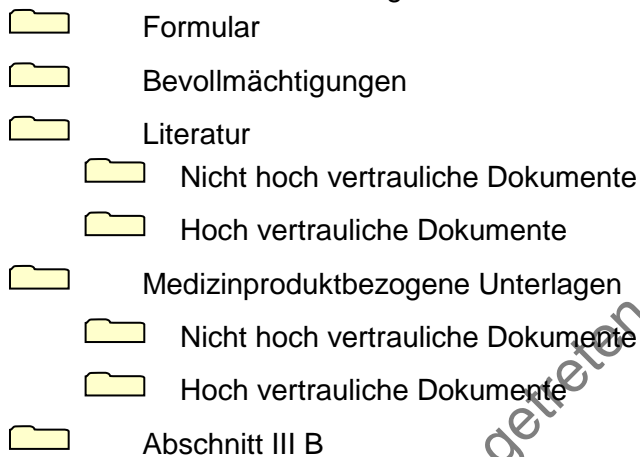 Formular
Bevollmächtigungen
Literatur
Nicht hoch vertrauliche Dokumente
Hoch vertrauliche Dokumente
Medizinproduktbezogene Unterlagen
Nicht hoch vertrauliche Dokumente
Hoch vertrauliche Dokumente
Abschnitt III B
getreten